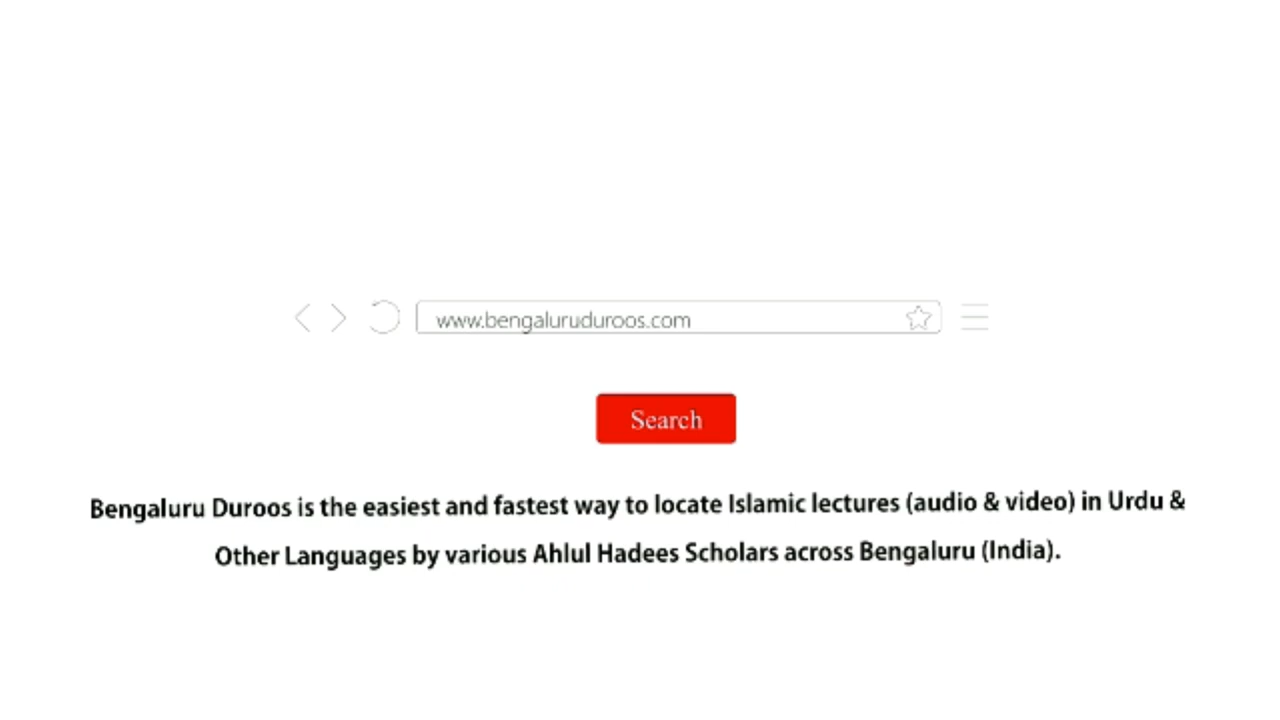 www.bengaluruduroos.com
Search
Bengaluru Duroos is the easiest and fastest way to locate Islamic lectures (audio & video) in Urdu &
Other Languages by various Ahlul Hadees Scholars across Bengaluru (India).